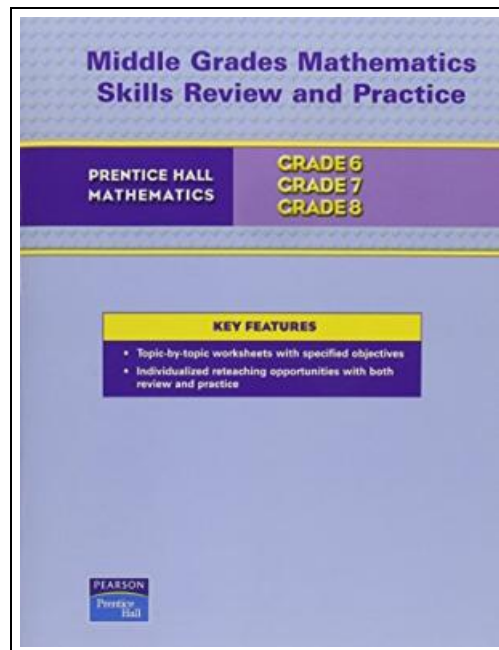 Middle Grades Mathematics
Skills Review and Practice
PRENTICE HALL
MATHEMATICS
GRADE 6
GRADE 7
GRADE 8
KEY FEATURES
• Topic-by-topic worksheets with specified objectives
• Individualized reteaching opportunities with both
review and practice
PEARSON
Prentice
Hall